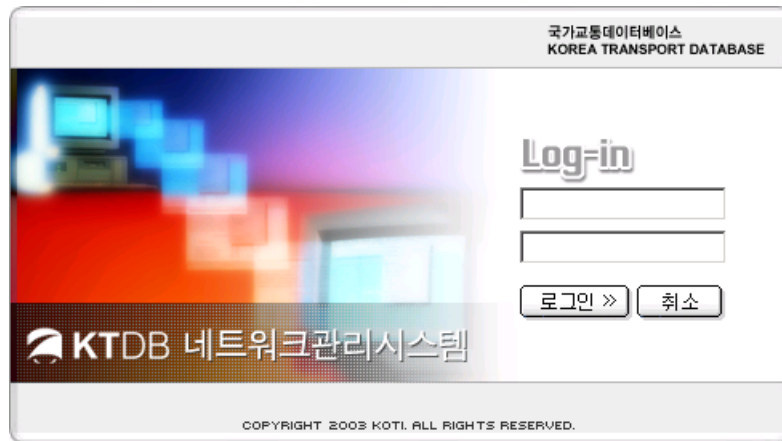 국가교통데이터베이스
KOREA TRANSPORT DATABASE
Log-in
로그인 »
취소
KTDB 네트워크관리시스템
COPYRIGHT 2003 KOTI. ALL RIGHTS RESERVED.